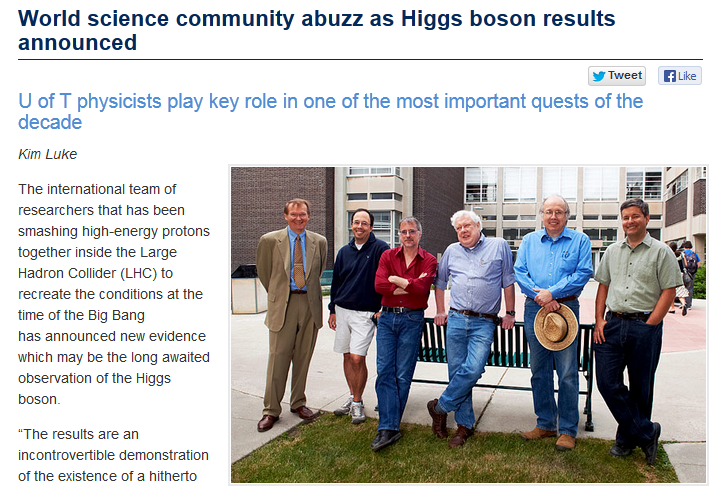 World science community abuzz as Higgs boson results
announced
Tweet
Like
U of T physicists play key role in one of the most important quests of the
decade
Kim Luke
The international team of
researchers that has been
smashing high-energy protons
together inside the Large
Hadron Collider (LHC) to
recreate the conditions at the
time of the Big Bang
has announced new evidence
which may be the long awaited
observation of the Higgs
boson.
“The results are an
incontrovertible demonstration
of the existence of a hitherto